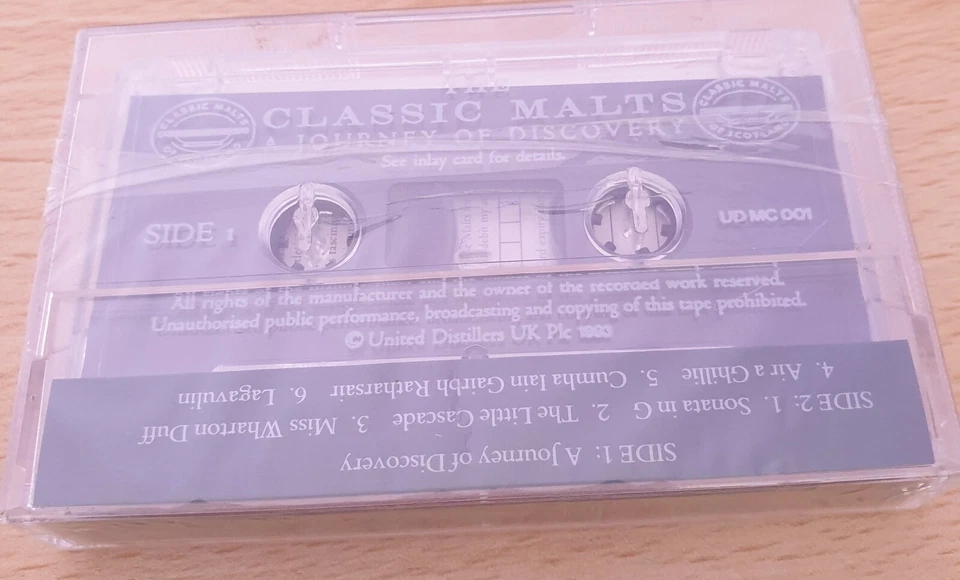 THE
CLASSIC MALTS
A JOURNEY OF DISCOVERY
See inlay card for details.
CLASSIC MALTS
CLASSIC MALTS
OF SCOTLAND
SIDE 1
UD MC 001
All rights of the manufacturer and the owner of the recorded work reserved.
Unauthorised public performance, broadcasting and copying of this tape prohibited.
© United Distillers UK Plc 1993
SIDE 1: A Journey of Discovery
SIDE 2: 1. Sonata in G 2. The Little Cascade 3. Miss Wharton Duff
4. Air a Ghillie 5. Cumha Iain Gairbh Ratharsair 6. Lagavulin